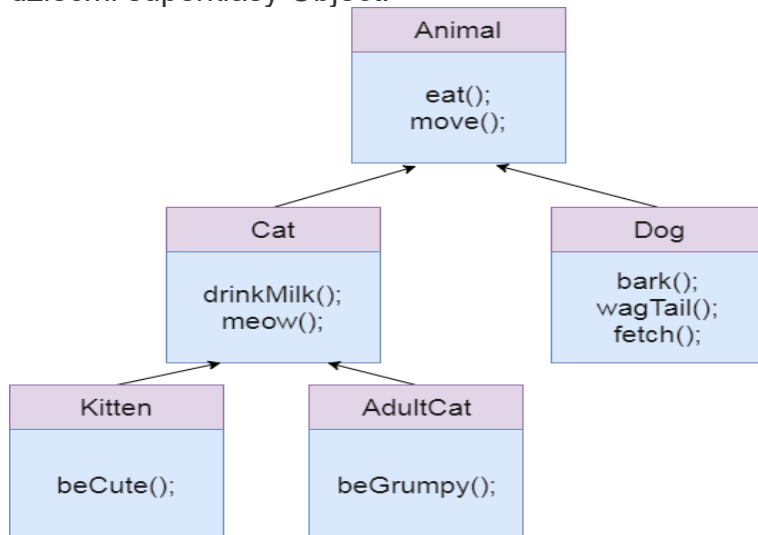 Animal
eat();
move();
Cat
drinkMilk();
meow();
Dog
bark();
wagTail();
fetch();
Kitten
beCute();
AdultCat
beGrumpy();